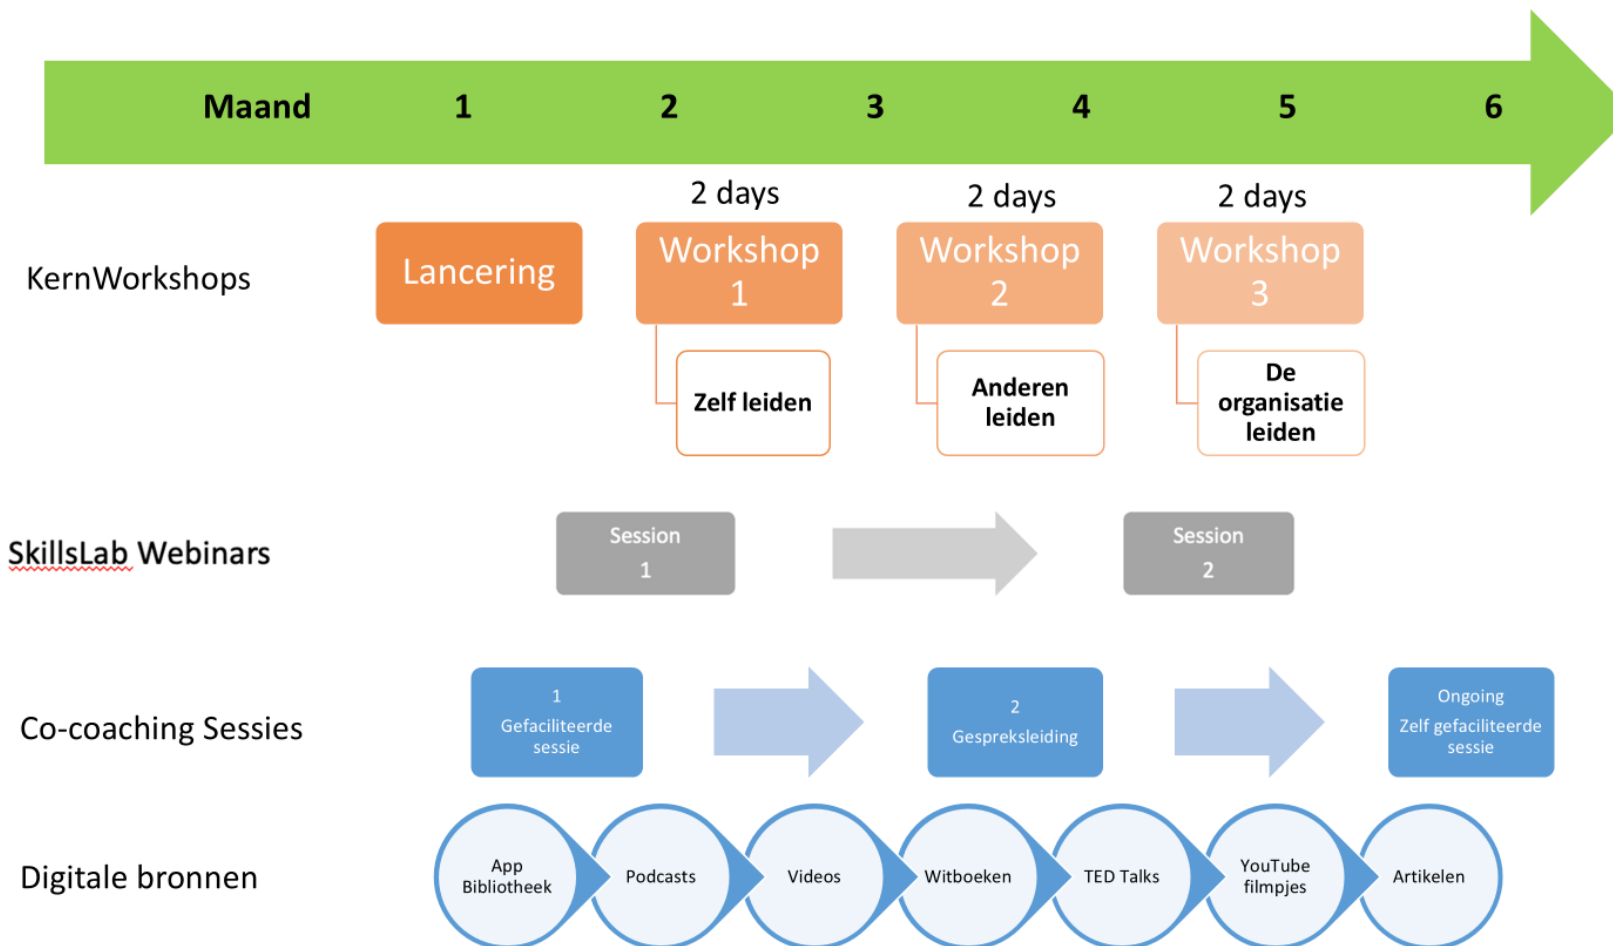 Maand 1 2 3 4 5 6
2 days 2 days 2 days
KernWorkshops
Lancering
Workshop
1
Workshop
2
Workshop
3
Zelf leiden
Anderen
leiden
De
organisatie
leiden
SkillsLab Webinars
Session
1
Session
2
Co-coaching Sessies
1
Gefaciliteerde
sessie
2
Gespreksleiding
Ongoing
Zelf gefaciliteerde
sessie
Digitale bronnen
App
Bibliotheek
Podcasts
Videos
Witboeken
TED Talks
YouTube
filmpjes
Artikelen